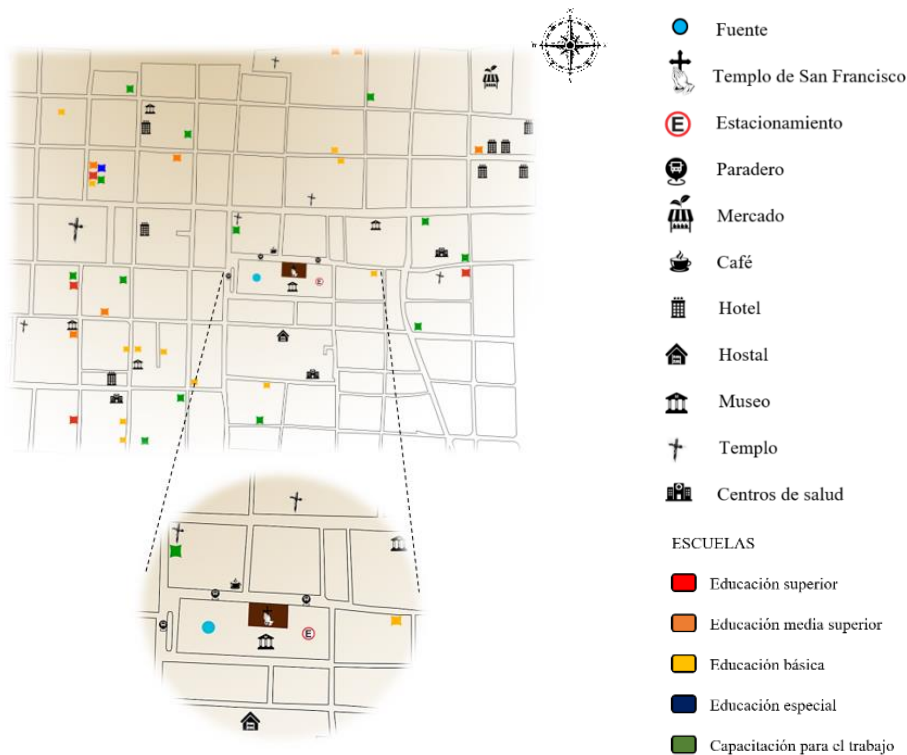 Fuente
Templo de San Francisco
E
Estacionamiento
Paradero
Mercado
Café
Hotel
Hostal
Museo
Templo
Centros de salud
ESCUELAS
Educación superior
Educación media superior
Educación básica
Educación especial
Capacitación para el trabajo
E
E